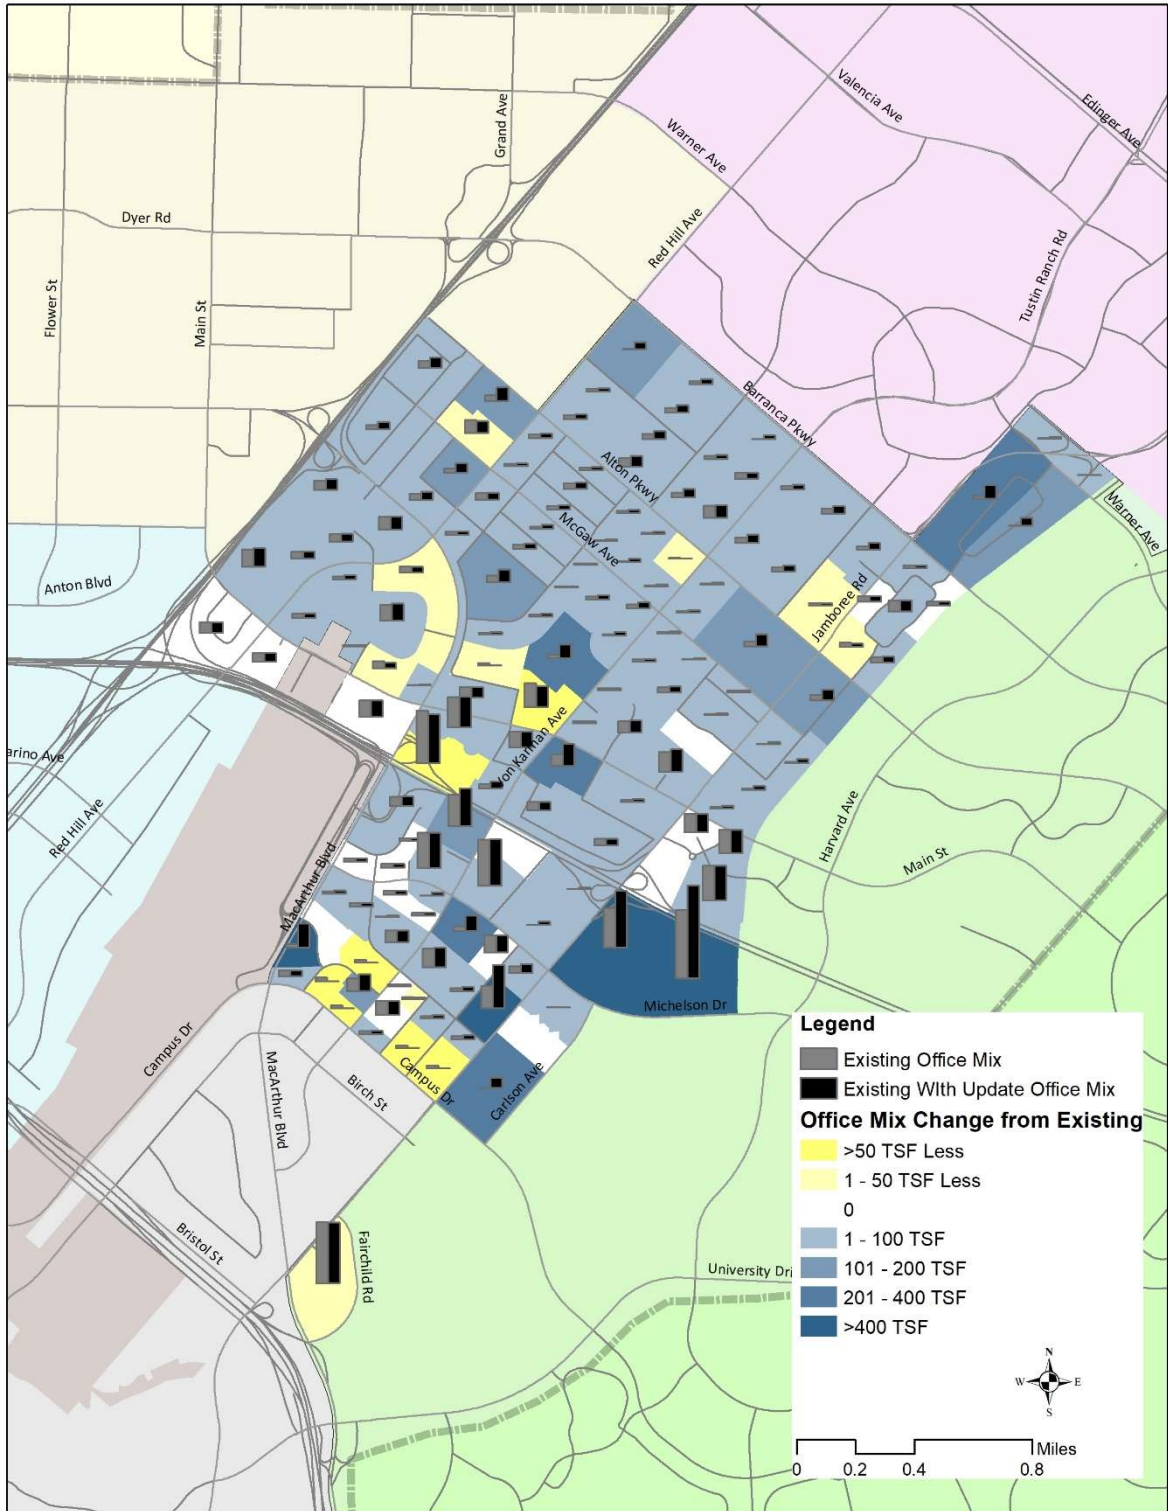 Valencia Ave
Edinger Ave
Grand Ave
Warner Ave
Dyer Rd
Red Hill Ave
Tustin Ranch Rd
Flower St
Main St
Barranca Pkwy
Alton Pkwy
McGaw Ave
Warner Ave
Anton Blvd
Jamboree Rd
Von Karman Ave
arino Ave
Red Hill Ave
Harvard Ave
Main St
MacArthur Blvd
Michelson Dr
Campus Dr
MacArthur Blvd
Birch St
Campus Dr
Carlson Ave
Bristol St
Fairchild Rd
University Dri
Legend
Existing Office Mix
Existing WIth Update Office Mix
Office Mix Change from Existing
>50 TSF Less
1 - 50 TSF Less
0
1 - 100 TSF
101 - 200 TSF
201 - 400 TSF
>400 TSF
N
W E
S
Miles
0 0.2 0.4 0.8